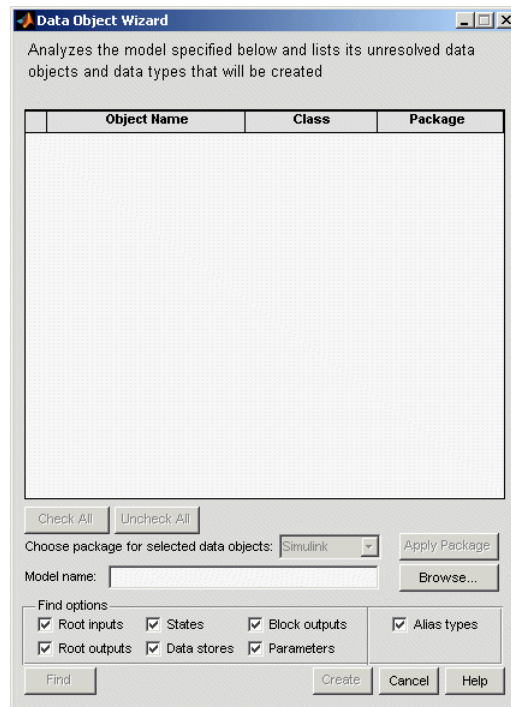 Data Object Wizard
Analyzes the model specified below and lists its unresolved data
objects and data types that will be created
Object Name Class Package
Check All Uncheck All
Choose package for selected data objects: Simulink Apply Package
Model name: Browse...
Find options
Root inputs States Block outputs Alias types
Root outputs Data stores Parameters
Find Create Cancel Help